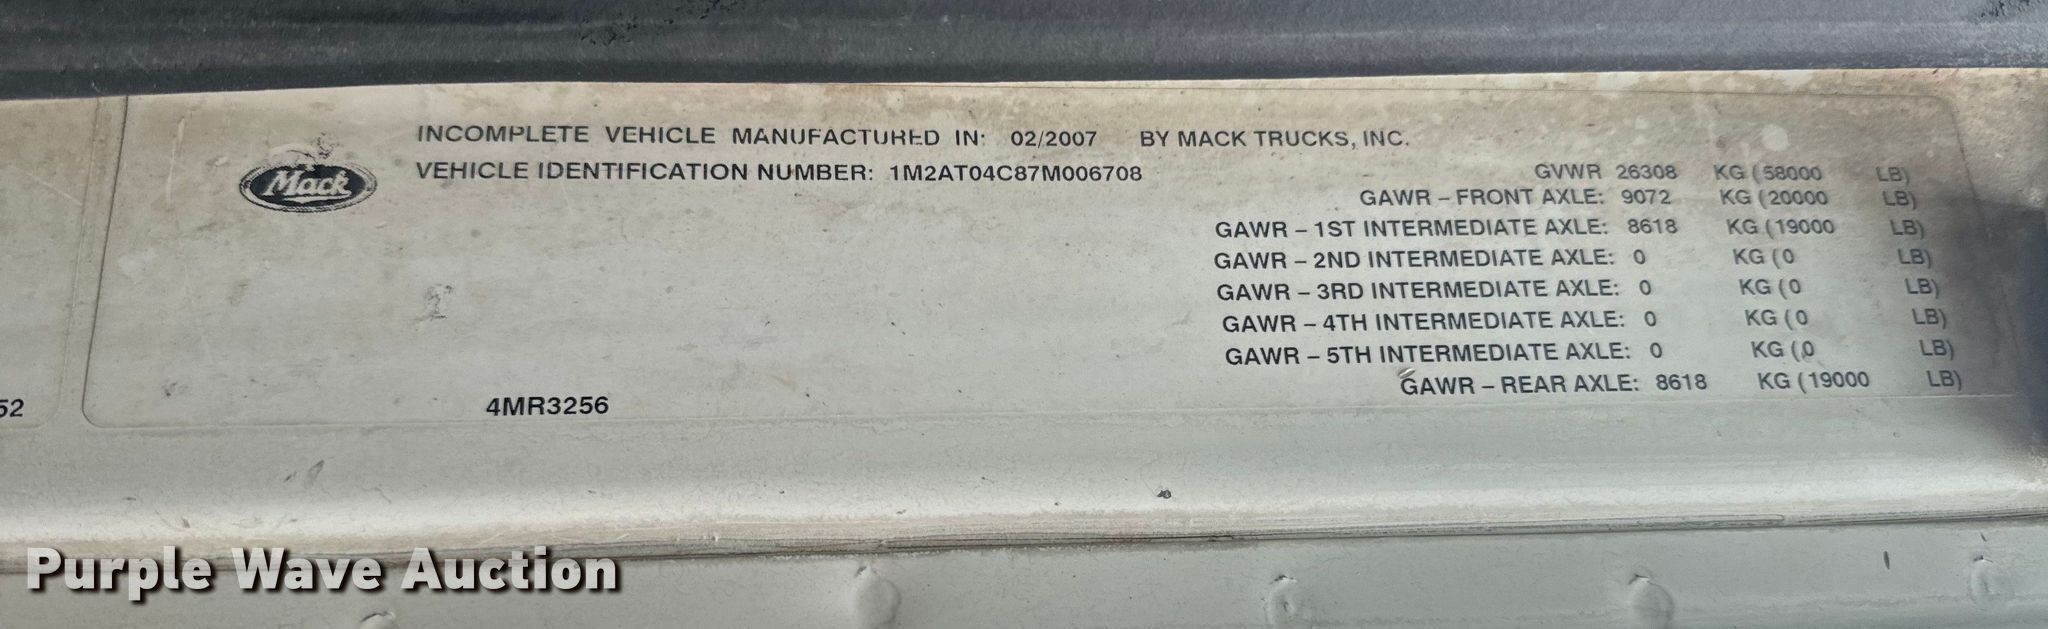 INCOMPLETE VEHICLE MANUFACTURED IN: 02/2007 BY MACK TRUCKS, INC.
Mack
VEHICLE IDENTIFICATION NUMBER: 1M2AT04C87M006708
GVWR 26308 KG (58000 LB)
GAWR – FRONT AXLE: 9072 KG (20000 LB)
GAWR – 1ST INTERMEDIATE AXLE: 8618 KG (19000 LB)
GAWR – 2ND INTERMEDIATE AXLE: 0 KG (0 LB)
GAWR – 3RD INTERMEDIATE AXLE: 0 KG (0 LB)
GAWR – 4TH INTERMEDIATE AXLE: 0 KG (0 LB)
GAWR – 5TH INTERMEDIATE AXLE: 0 KG (0 LB)
GAWR – REAR AXLE: 8618 KG (19000 LB)
52
4MR3256
Purple Wave Auction